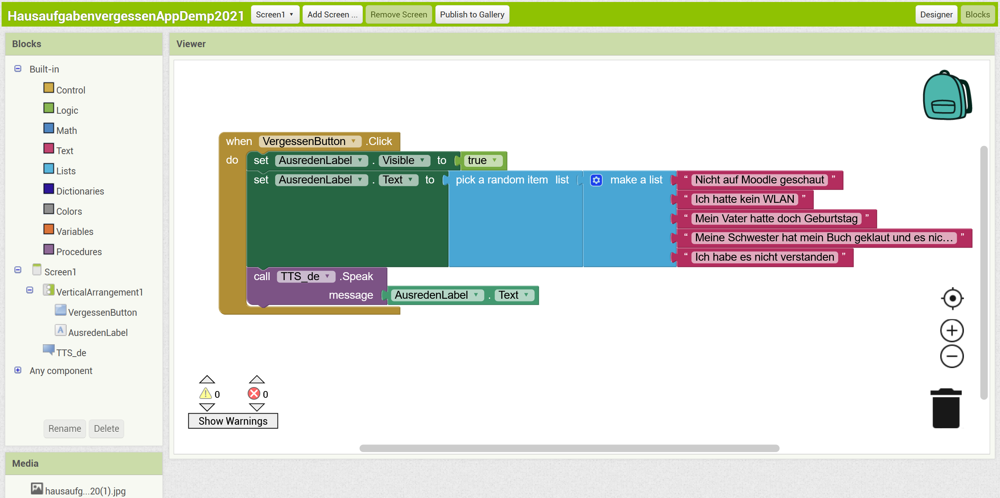 HausaufgabenvergessenAppDemp2021 Screen1 ▾ Add Screen ... Remove Screen Publish to Gallery Designer Blocks
Blocks
Built-in
Control
Logic
Math
Text
Lists
Dictionaries
Colors
Variables
Procedures
Screen1
VerticalArrangement1
VergessenButton
AusredenLabel
TTS_de
Any component
Rename Delete
Media
hausaufg...20(1).jpg
Viewer
when VergessenButton .Click
do set AusredenLabel . Visible to true
set AusredenLabel . Text to pick a random item list make a list “ Nicht auf Moodle geschaut ”
“ Ich hatte kein WLAN ”
“ Mein Vater hatte doch Geburtstag ”
“ Meine Schwester hat mein Buch geklaut und es nic... ”
“ Ich habe es nicht verstanden ”
call TTS_de .Speak
message AusredenLabel . Text
0 0
Show Warnings